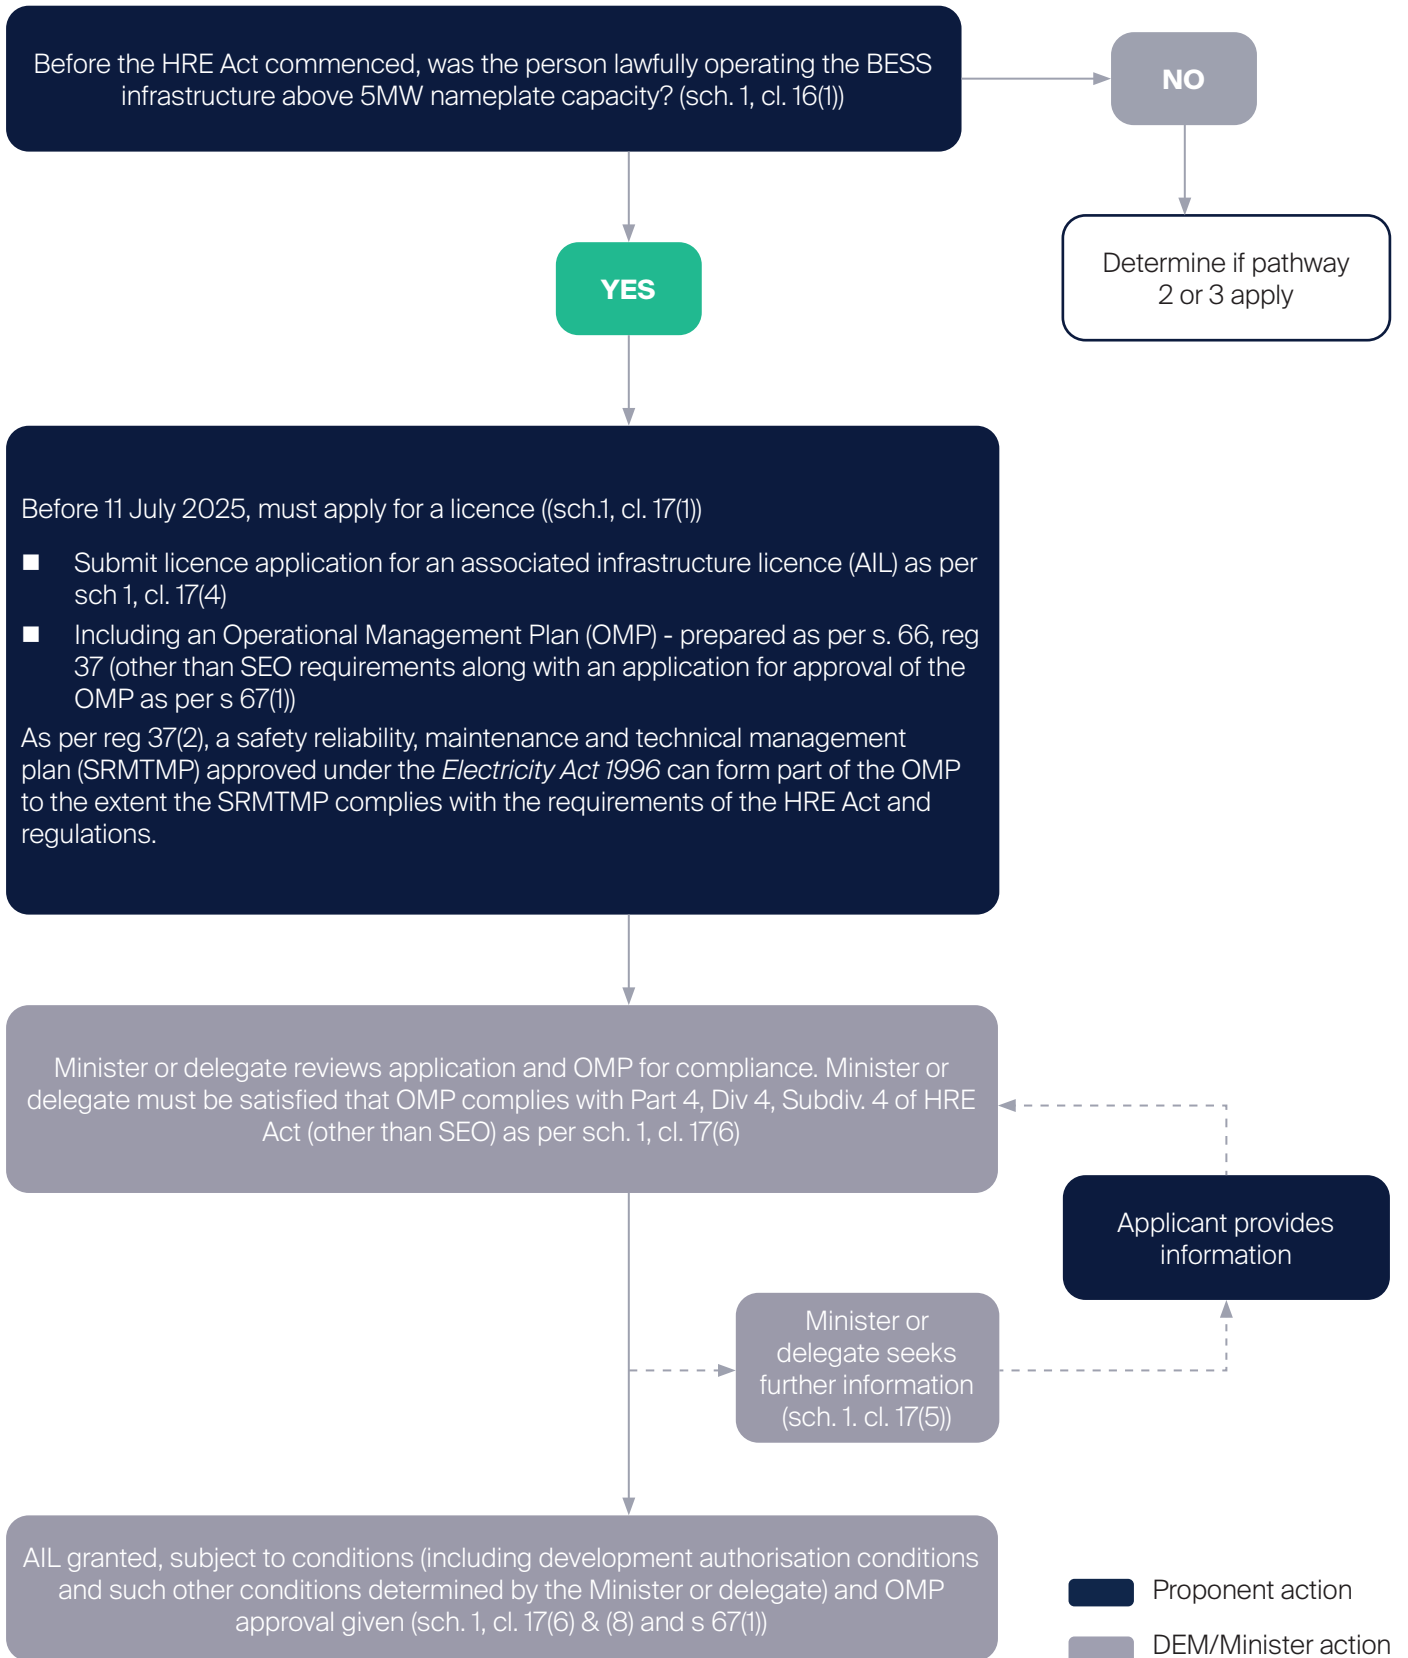 Before the HRE Act commenced, was the person lawfully operating the BESS
infrastructure above 5MW nameplate capacity? (sch. 1, cl. 16(1))
NO
Determine if pathway
2 or 3 apply
YES
Before 11 July 2025, must apply for a licence ((sch.1, cl. 17(1))
■ Submit licence application for an associated infrastructure licence (AIL) as per
sch 1, cl. 17(4)
■ Including an Operational Management Plan (OMP) - prepared as per s. 66, reg
37 (other than SEO requirements along with an application for approval of the
OMP as per s 67(1))
As per reg 37(2), a safety reliability, maintenance and technical management
plan (SRMTMP) approved under the Electricity Act 1996 can form part of the OMP
to the extent the SRMTMP complies with the requirements of the HRE Act and
regulations.
Minister or delegate reviews application and OMP for compliance. Minister or
delegate must be satisfied that OMP complies with Part 4, Div 4, Subdiv. 4 of HRE
Act (other than SEO) as per sch. 1, cl. 17(6)
Applicant provides
information
Minister or
delegate seeks
further information
(sch. 1. cl. 17(5))
AIL granted, subject to conditions (including development authorisation conditions
and such other conditions determined by the Minister or delegate) and OMP
approval given (sch. 1, cl. 17(6) & (8) and s 67(1))
Proponent action
DEM/Minister action